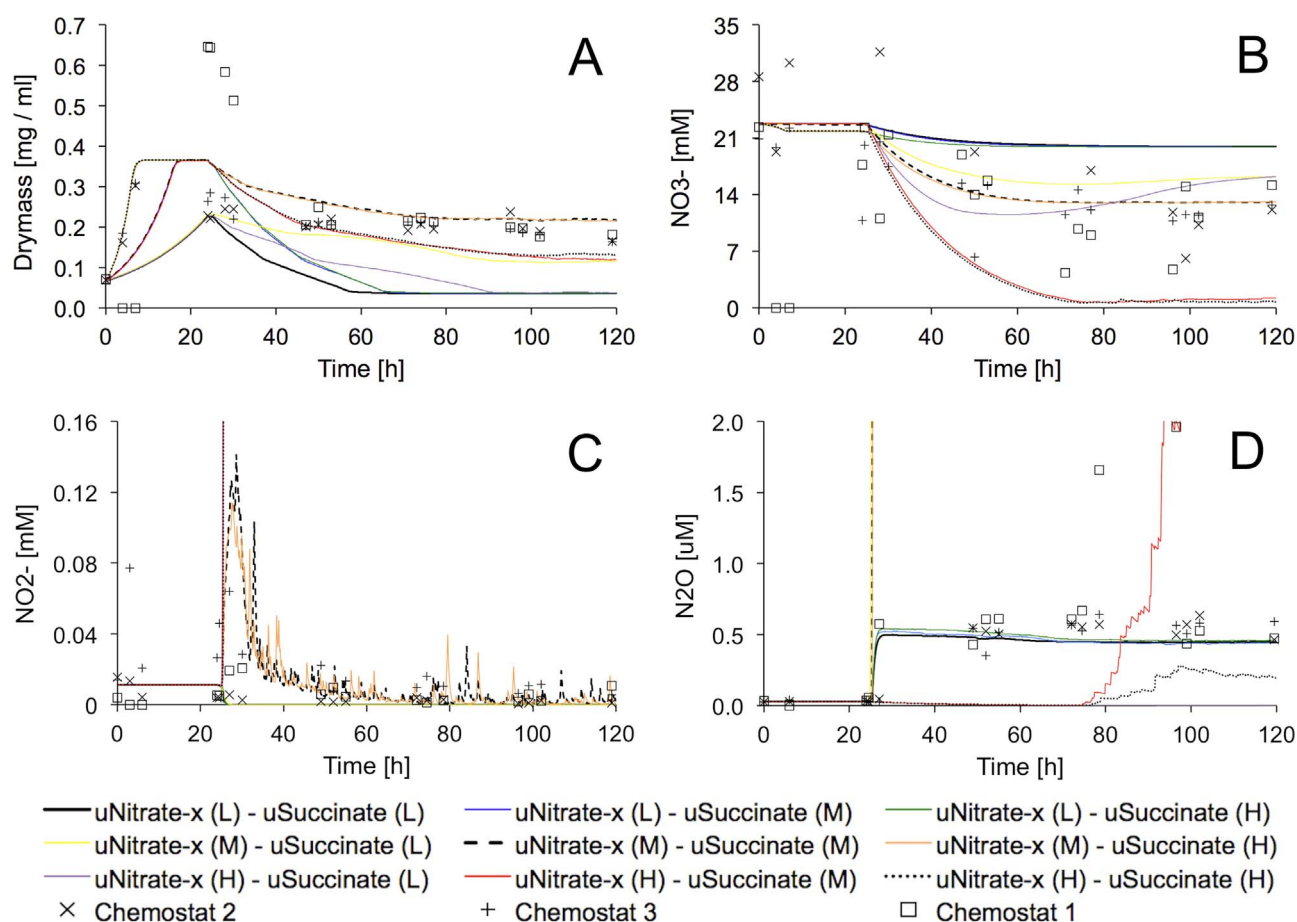 A
0.7
0.6
0.5
0.4
0.3
0.2
0.1
0.0
Drymass [mg / ml]
0 20 40 60 80 100 120
Time [h]
B
35
28
21
14
7
0
NO3- [mM]
0 20 40 60 80 100 120
Time [h]
C
0.16
0.12
0.08
0.04
0
NO2- [mM]
0 20 40 60 80 100 120
Time [h]
D
2.0
1.5
1.0
0.5
0.0
N2O [uM]
0 20 40 60 80 100 120
Time [h]
uNitrate-x (L) - uSuccinate (L) uNitrate-x (L) - uSuccinate (M) uNitrate-x (L) - uSuccinate (H)
uNitrate-x (M) - uSuccinate (L) uNitrate-x (M) - uSuccinate (M) uNitrate-x (M) - uSuccinate (H)
uNitrate-x (H) - uSuccinate (L) uNitrate-x (H) - uSuccinate (M) uNitrate-x (H) - uSuccinate (H)
Chemostat 2 Chemostat 3 Chemostat 1